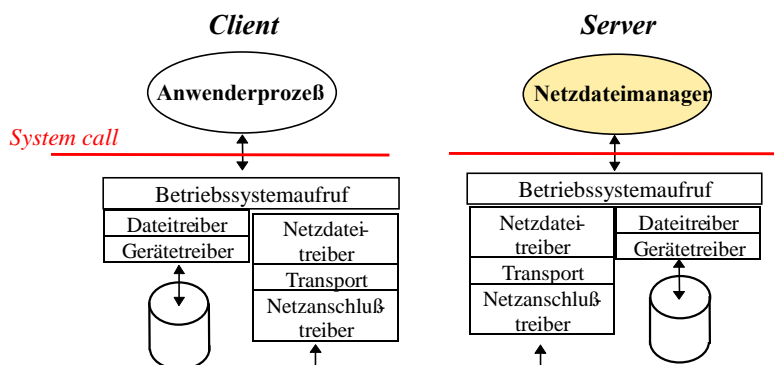 Client
Server
Anwenderprozeß
Netzdateimanager
System call
Betriebssystemaufruf
Dateitreiber
Gerätetreiber
Netzdatei-
treiber
Transport
Netzanschluß-
treiber
Betriebssystemaufruf
Netzdatei-
treiber
Transport
Netzanschluß-
treiber
Dateitreiber
Gerätetreiber